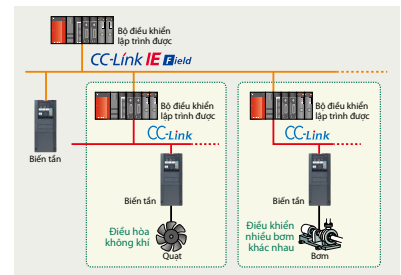 Bộ điều khiển
lập trình được
CC-Link IE Field
Bộ điều khiển
lập trình được
CC-Link
Bộ điều khiển
lập trình được
CC-Link
Biến tần
Biến tần
Điều hòa
không khí
Quạt
Biến tần
Điều khiển
nhiều bơm
khác nhau
Bơm